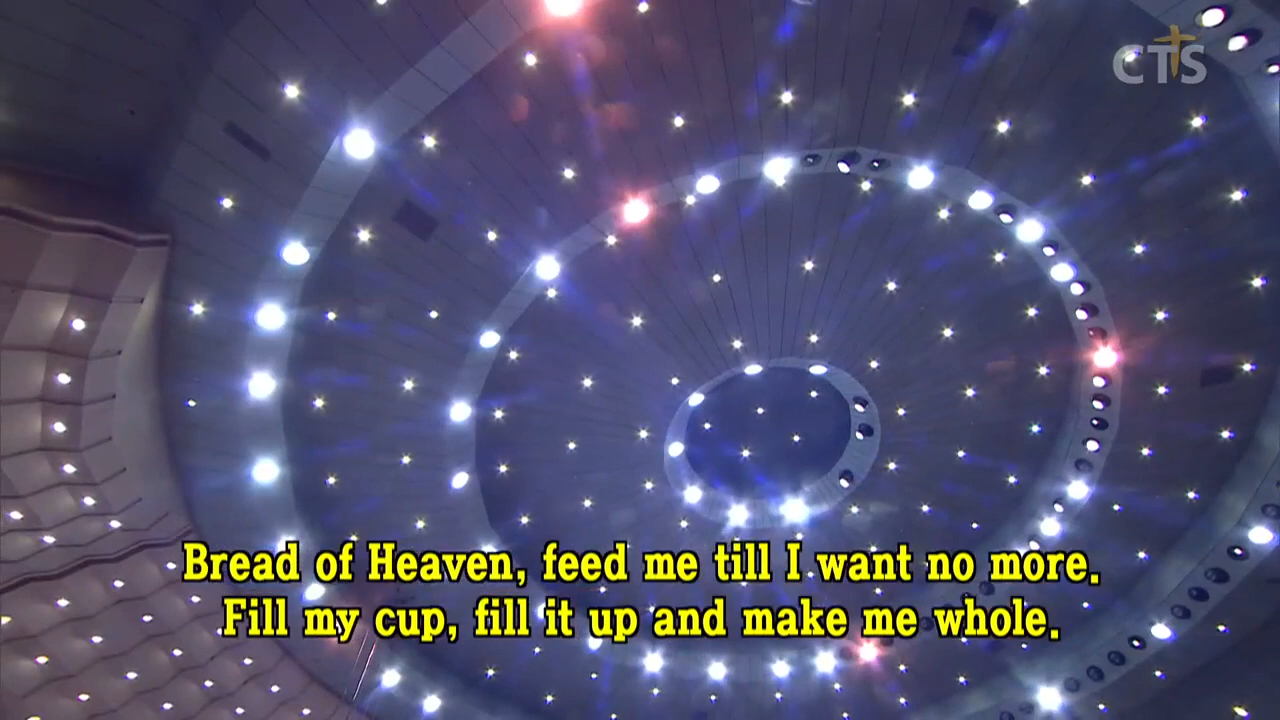 CTS
Bread of Heaven, feed me till I want no more.
Fill my cup, fill it up and make me whole.